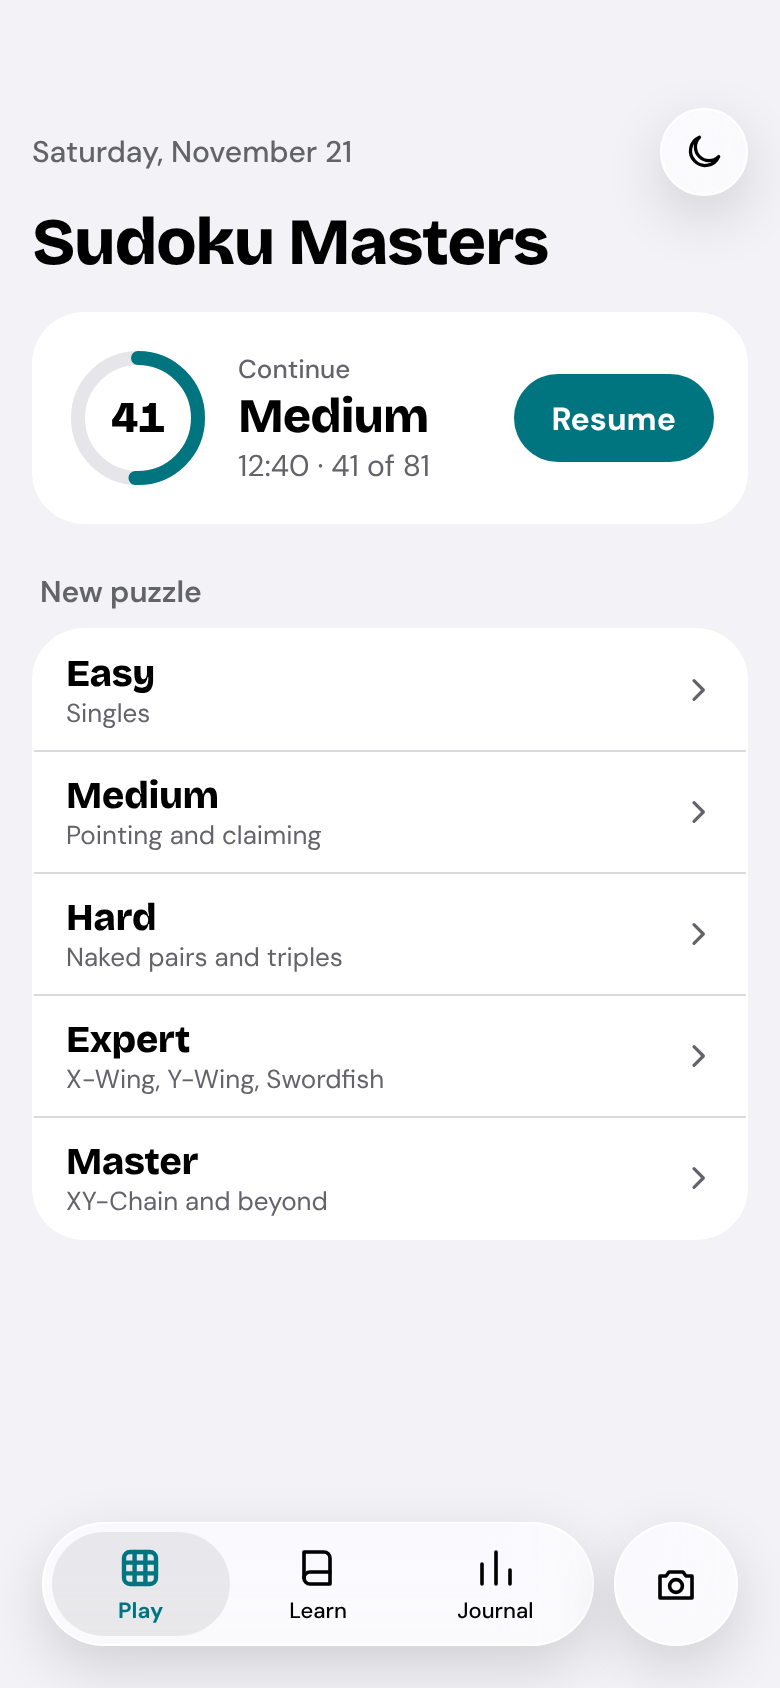 Saturday, November 21
Sudoku Masters
41
Continue
Medium
12:40 · 41 of 81
Resume
New puzzle
Easy
Singles
Medium
Pointing and claiming
Hard
Naked pairs and triples
Expert
X-Wing, Y-Wing, Swordfish
Master
XY-Chain and beyond
Play
Learn
Journal